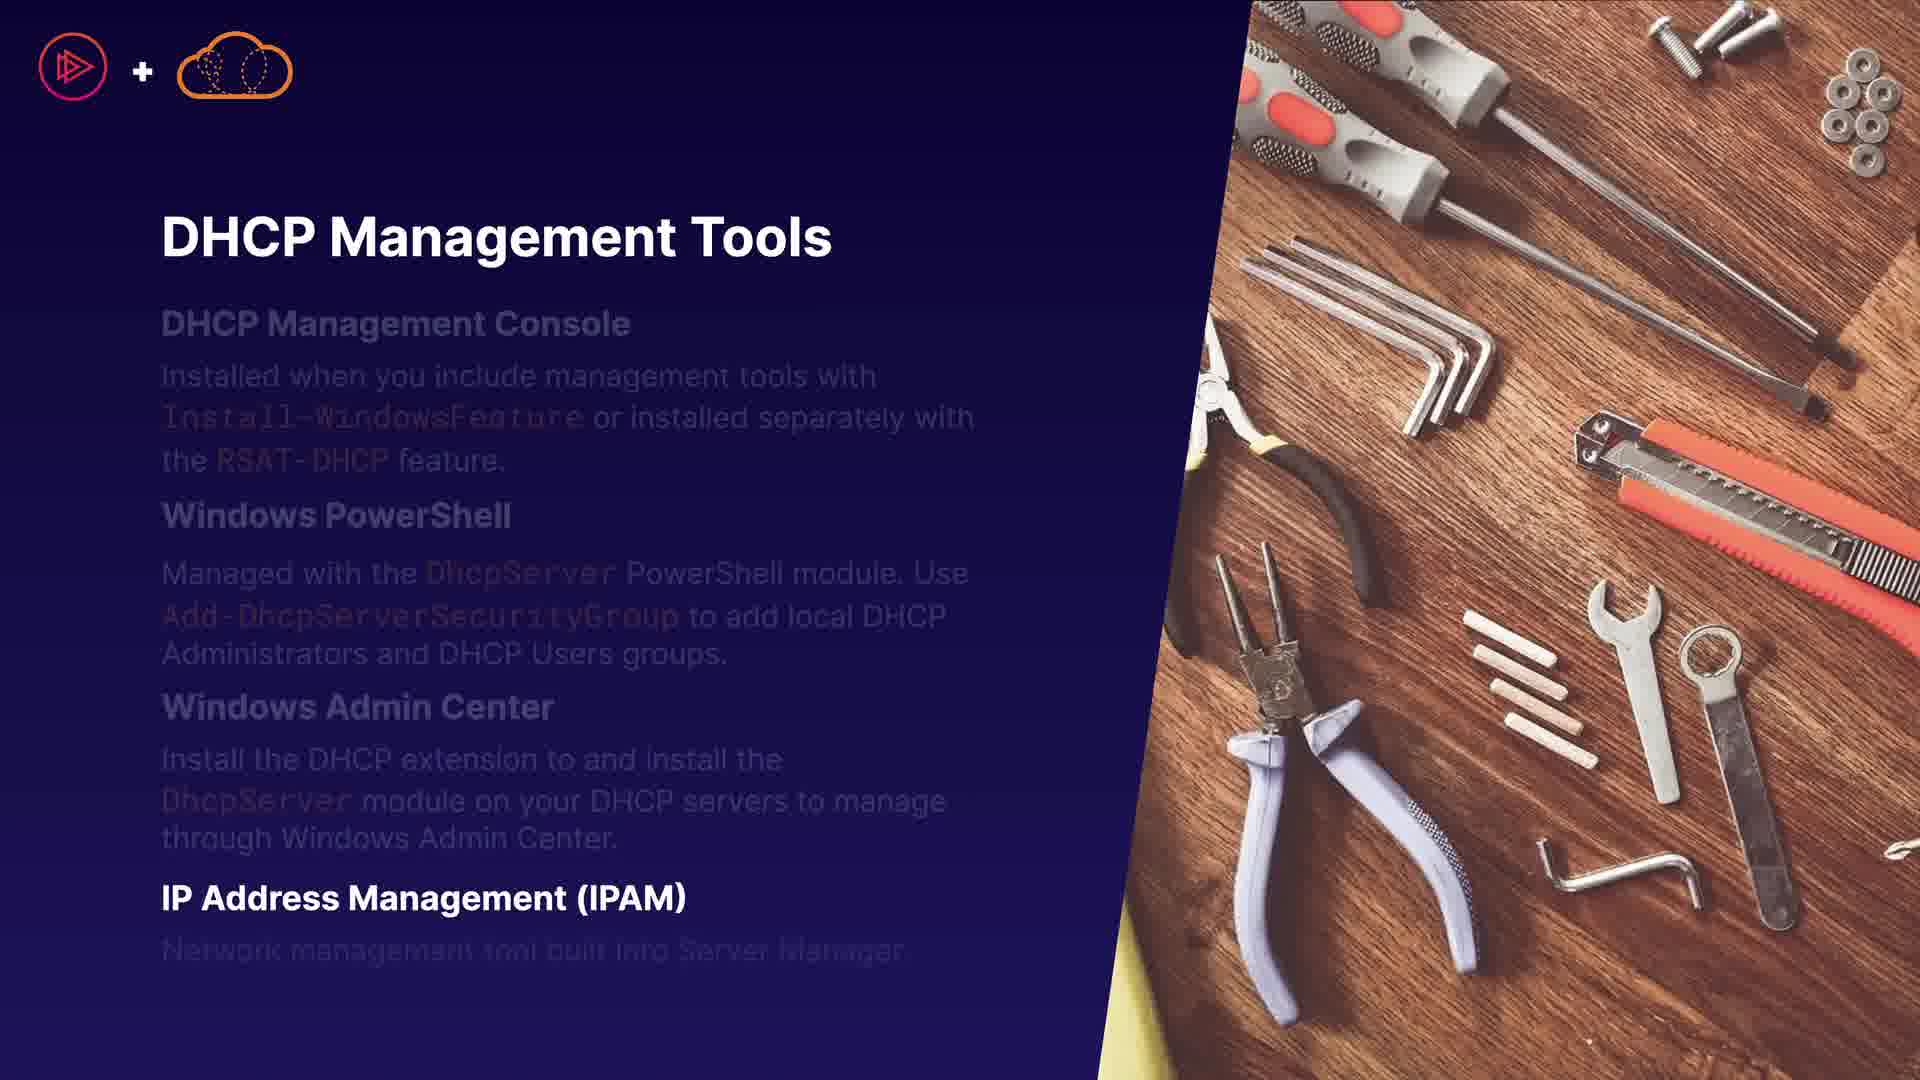 DHCP Management Tools
DHCP Management Console
Installed when you include management tools with
Install-WindowsFeature or installed separately with
the RSAT-DHCP feature.
Windows PowerShell
Managed with the DhcpServer PowerShell module. Use
Add-DhcpServerSecurityGroup to add local DHCP
Administrators and DHCP Users groups.
Windows Admin Center
Install the DHCP extension to and install the
DhcpServer module on your DHCP servers to manage
through Windows Admin Center.
IP Address Management (IPAM)
Network management tool built into Server Manager.